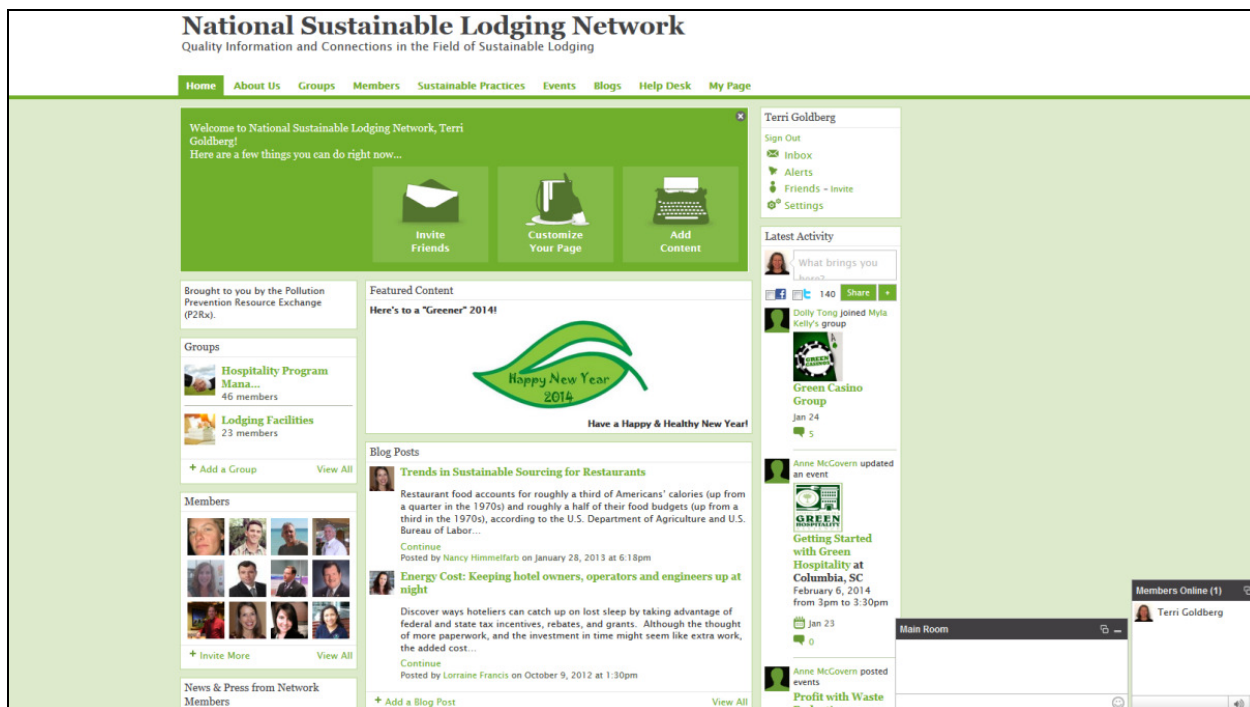 National Sustainable Lodging Network
Quality Information and Connections in the Field of Sustainable Lodging
Home About Us Groups Members Sustainable Practices Events Blogs Help Desk My Page
Welcome to National Sustainable Lodging Network, Terri
Goldberg!
Here are a few things you can do right now...
Invite
Friends
Customize
Your Page
Add
Content
Brought to you by the Pollution
Prevention Resource Exchange
(P2Rx).
Groups
Hospitality Program
Mana...
46 members
Lodging Facilities
23 members
+ Add a Group View All
Members
+ Invite More View All
News & Press from Network
Members
Featured Content
Here's to a "Greener" 2014!
Happy New Year
2014
Have a Happy & Healthy New Year!
Blog Posts
Trends in Sustainable Sourcing for Restaurants
Restaurant food accounts for roughly a third of Americans' calories (up from
a quarter in the 1970s) and roughly a half of their food budgets (up from a
third in the 1970s), according to the U.S. Department of Agriculture and U.S.
Bureau of Labor...
Continue
Posted by Nancy Himmelfarb on January 28, 2013 at 6:18pm
Energy Cost: Keeping hotel owners, operators and engineers up at
night
Discover ways hoteliers can catch up on lost sleep by taking advantage of
federal and state tax incentives, rebates, and grants. Although the thought
of more paperwork, and the investment in time might seem like extra work,
the added cost...
Continue
Posted by Lorraine Francis on October 9, 2012 at 1:30pm
+ Add a Blog Post View All
Terri Goldberg
Sign Out
Inbox
Alerts
Friends - Invite
Settings
Latest Activity
What brings you
here?
140 Share +
Dolly Tong joined Myla
Kelly's group
A
GREEN
CASINOS
Green Casino
Group
Jan 24
5
Anne McGovern updated
an event
GREEN
HOSPITALITY
Getting Started
with Green
Hospitality at
Columbia, SC
February 6, 2014
from 3pm to 3:30pm
Jan 23
0
Anne McGovern posted
events
Profit with Waste
Main Room
Members Online (1)
Terri Goldberg